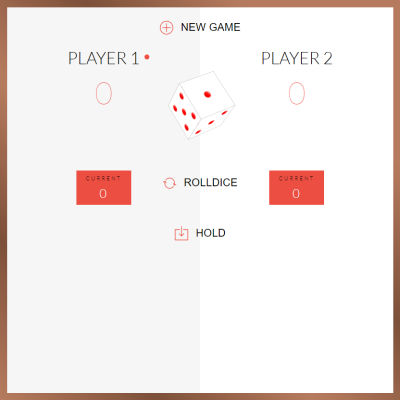 NEW GAME
PLAYER 1
PLAYER 2
0
0
CURRENT
0
ROLLDICE
CURRENT
0
HOLD